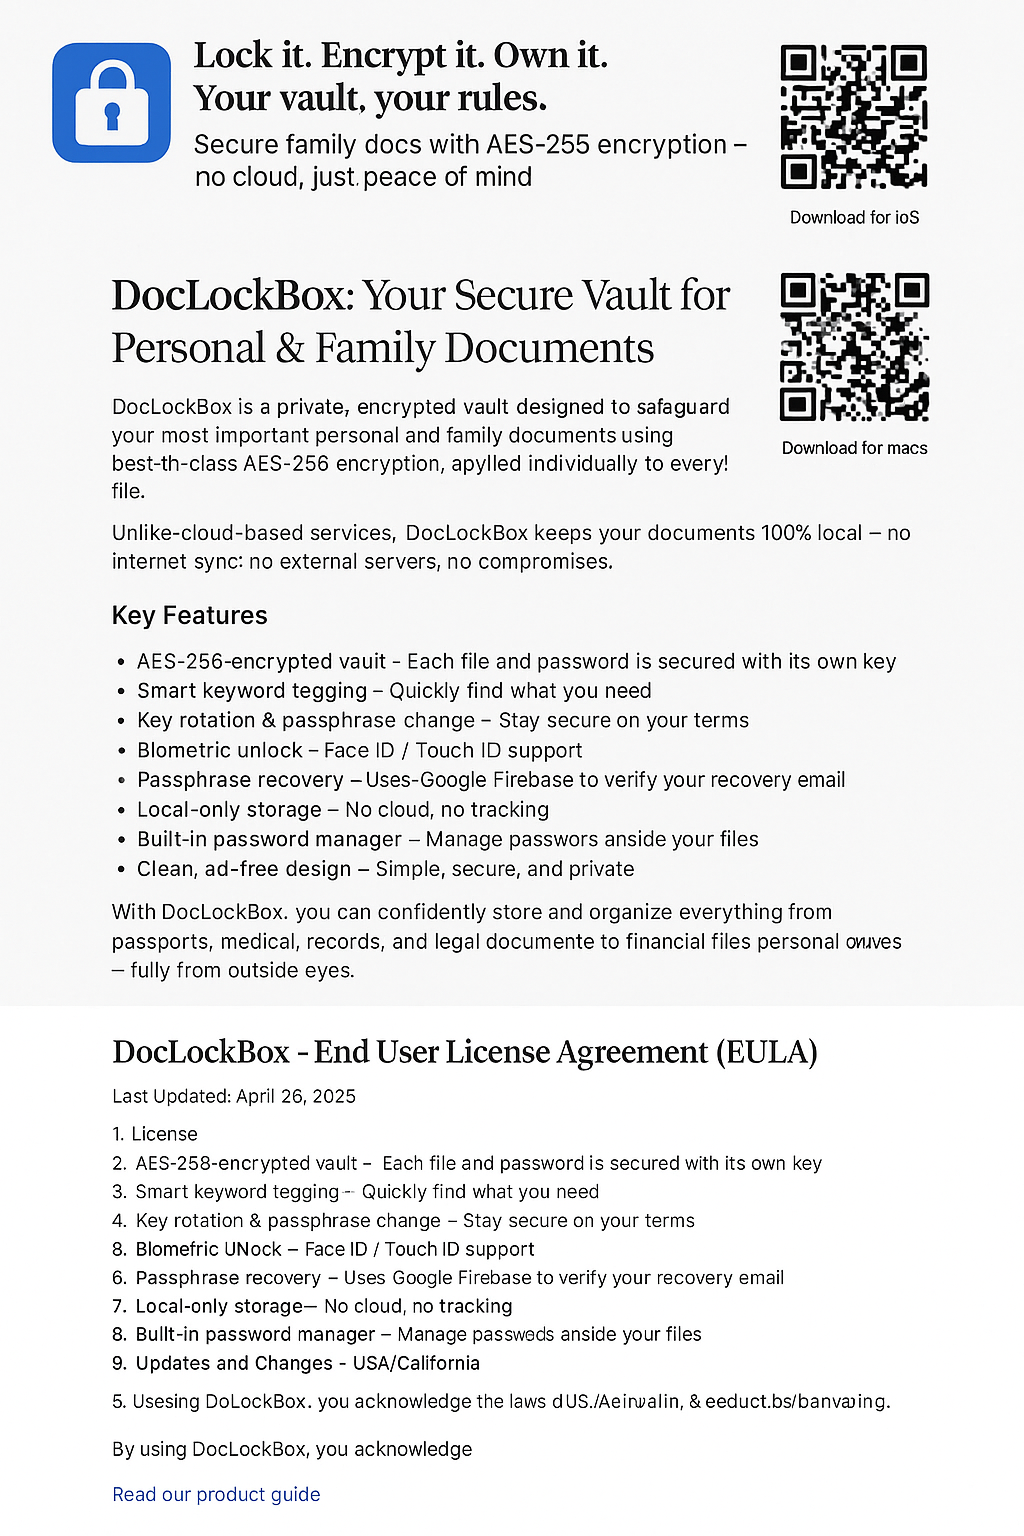 Lock it. Encrypt it. Own it.
Your vault, your rules.
Secure family docs with AES-255 encryption –
no cloud, just. peace of mind
Download for ioS
DocLockBox: Your Secure Vault for
Personal & Family Documents
Download for macs
DocLockBox is a private, encrypted vault designed to safaguard
your most important personal and family documents using
best-th-class AES-256 encryption, apylled individually to every!
file.
Unlike-cloud-based services, DocLockBox keeps your documents 100% local – no
internet sync: no external servers, no compromises.
Key Features
• AES-256-encrypted vauit - Each file and password is secured with its own key
• Smart keyword tegging – Quickly find what you need
• Key rotation & passphrase change – Stay secure on your terms
• Blometric unlock – Face ID / Touch ID support
• Passphrase recovery – Uses-Google Firebase to verify your recovery email
• Local-only storage – No cloud, no tracking
• Built-in password manager – Manage passwors anside your files
• Clean, ad-free design – Simple, secure, and private
With DocLockBox. you can confidently store and organize everything from
passports, medical, records, and legal documente to financial files personal
– fully from outside eyes.
DocLockBox - End User License Agreement (EULA)
Last Updated: April 26, 2025
1. License
2. AES-258-encrypted vault – Each file and password is secured with its own key
3. Smart keyword tegging – Quickly find what you need
4. Key rotation & passphrase change – Stay secure on your terms
8. Blomefric UNock – Face ID / Touch ID support
6. Passphrase recovery – Uses Google Firebase to verify your recovery email
7. Local-only storage— No cloud, no tracking
8. Bullt-in password manager – Manage passweds anside your files
9. Updates and Changes - USA/California
5. Usesing DoLockBox. you acknowledge the laws &
By using DocLockBox, you acknowledge
Read our product guide